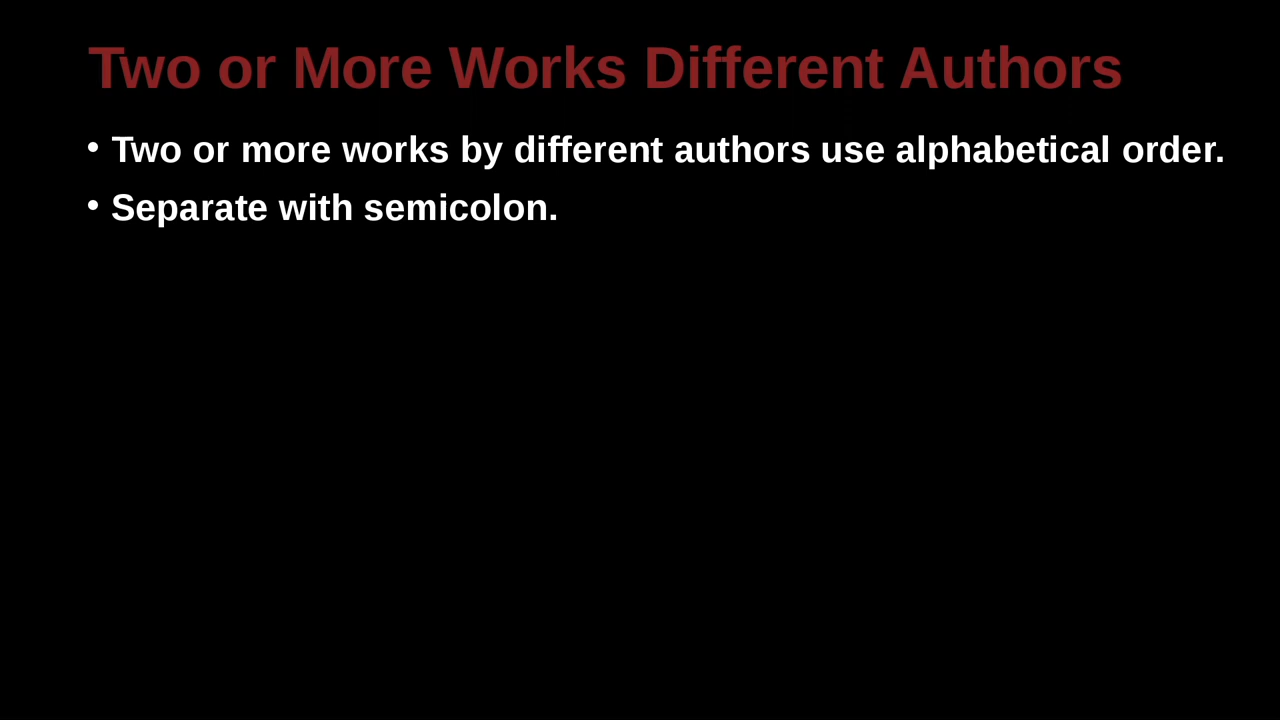 Two or More Works Different Authors
• Two or more works by different authors use alphabetical order.
• Separate with semicolon.